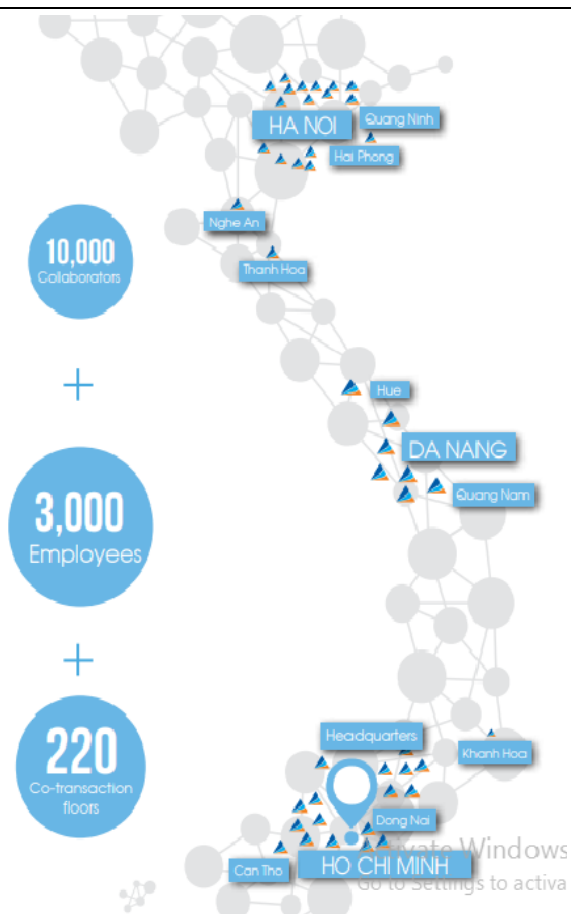 HA NOI
Quang Ninh
Hai Phong
Nghe An
10,000
Collaborators
Thanh Hoa
+
Hue
DA NANG
Quang Nam
3,000
Employees
+
Headquarters
220
Co-transaction
floors
Khanh Hoa
Dong Nai
Can Tho
HO CHI MINH
Windows
Go to Settings to activa